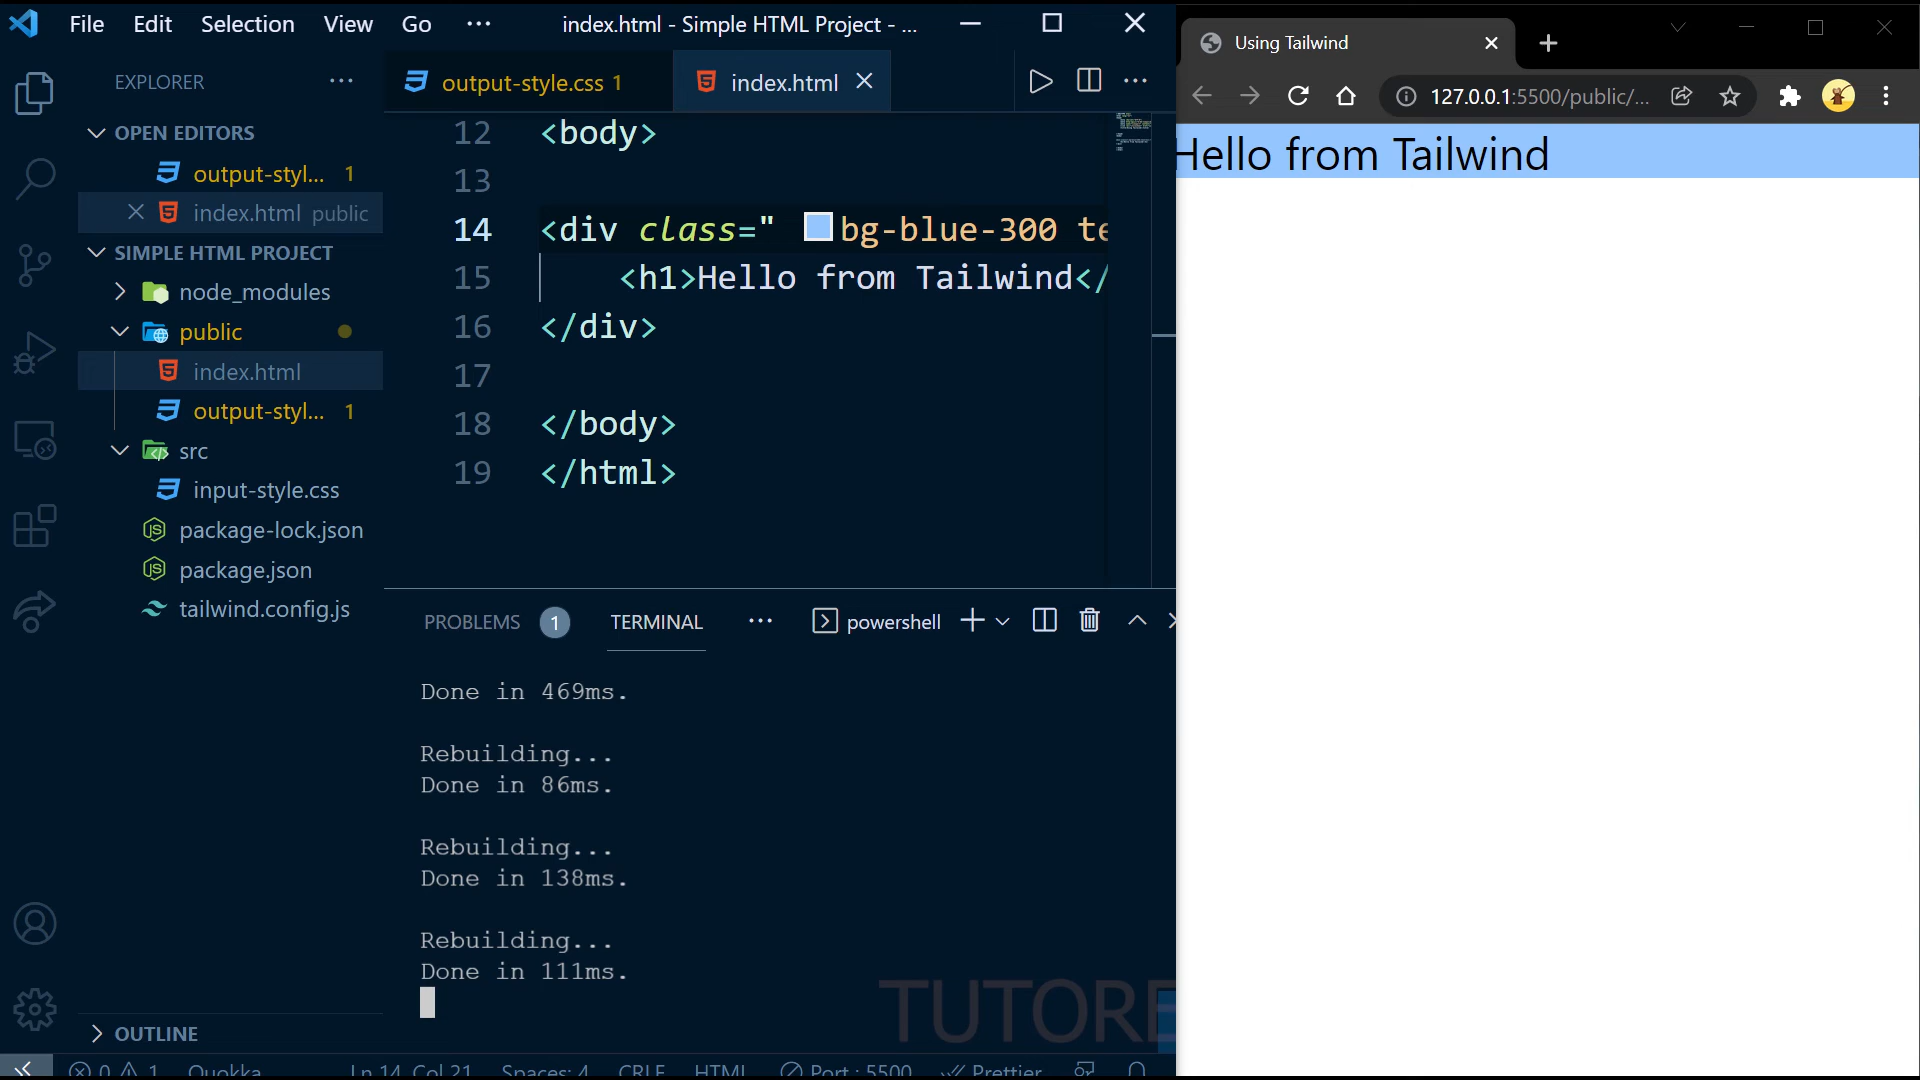 File Edit Selection View Go ··· index.html - Simple HTML Project - ...
EXPLORER ···
OPEN EDITORS
output-styl... 1
index.html public
SIMPLE HTML PROJECT
node_modules
public
index.html
output-styl... 1
src
input-style.css
package-lock.json
package.json
tailwind.config.js
OUTLINE
output-style.css 1
index.html
12 <body>
13
14 <div class=" bg-blue-300 te
15 <h1>Hello from Tailwind</
16 </div>
17
18 </body>
19 </html>
PROBLEMS 1 TERMINAL ··· powershell
Done in 469ms.
Rebuilding...
Done in 86ms.
Rebuilding...
Done in 138ms.
Rebuilding...
Done in 111ms.
TUTORE
0 1 Quokka Ln 14, Col 21 Spaces: 4 CRLF HTML Port : 5500 Prettier
Using Tailwind
127.0.0.1:5500/public/...
Hello from Tailwind